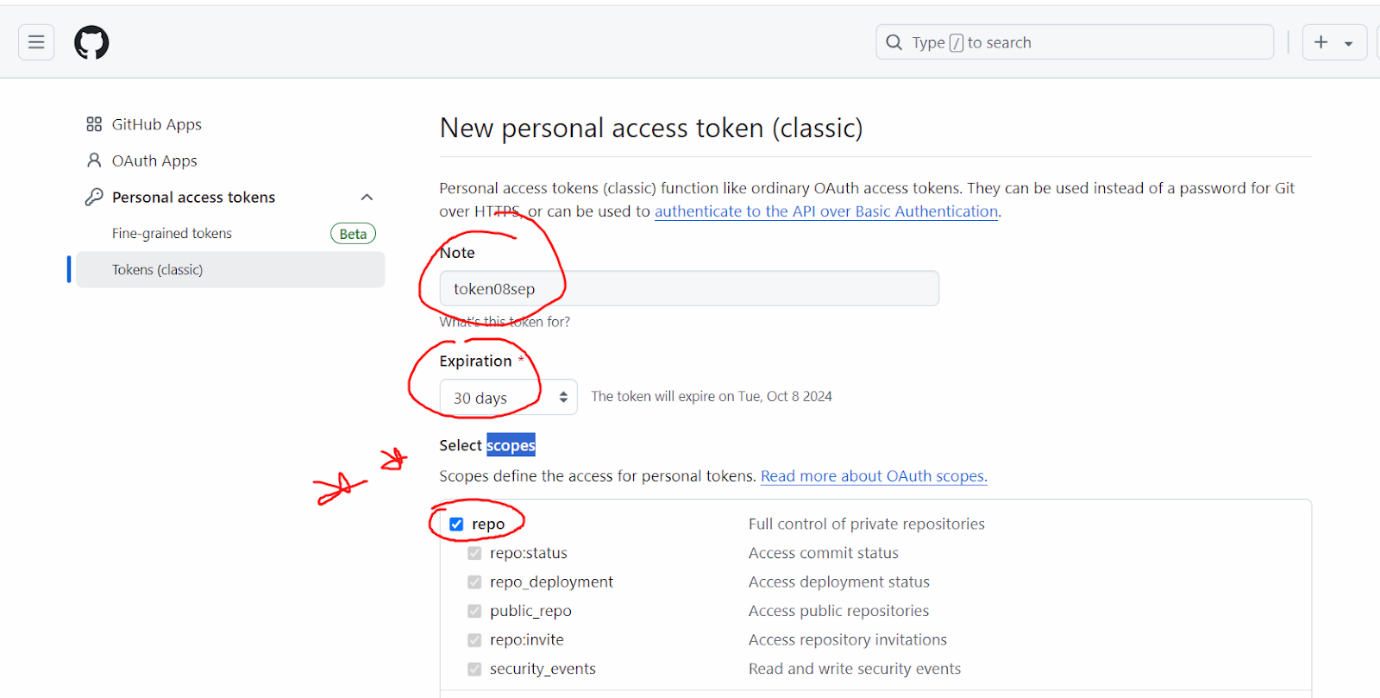 Type / to search
GitHub Apps
OAuth Apps
Personal access tokens
Fine-grained tokens Beta
Tokens (classic)
New personal access token (classic)
Personal access tokens (classic) function like ordinary OAuth access tokens. They can be used instead of a password for Git
over HTTPS, or can be used to authenticate to the API over Basic Authentication.
Note
token08sep
What's this token for?
Expiration *
30 days The token will expire on Tue, Oct 8 2024
Select scopes
Scopes define the access for personal tokens. Read more about OAuth scopes.
repo Full control of private repositories
repo:status Access commit status
repo_deployment Access deployment status
public_repo Access public repositories
repo:invite Access repository invitations
security_events Read and write security events